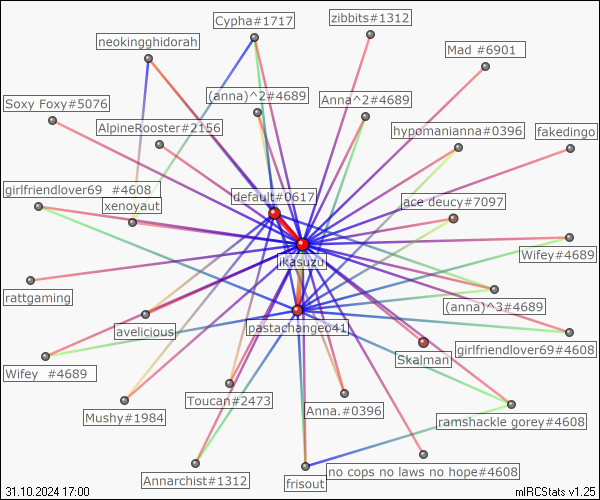 zibbits#1312
Cypha#1717
neokingghidorah
Mad #6901
(anna)^2#4689
Anna^2#4689
Soxy Foxy#5076
AlpineRooster#2156
hypomanianna#0396
fakedingo
girlfriendlover69 #4608
default#0617
ace deucy#7097
xenoyaut
Wifey#4689
ikasuzu
rattgaming
(anna)^3#4689
avelicious
pastachangeo41
girlfriendlover69#4608
Skalman
Wifey #4689
Toucan#2473
Anna.#0396
Mushy#1984
ramshackle gorey#4608
no cops no laws no hope#4608
Annarchist#1312
frisout
31.10.2024 17:00
mIRCStats v1.25